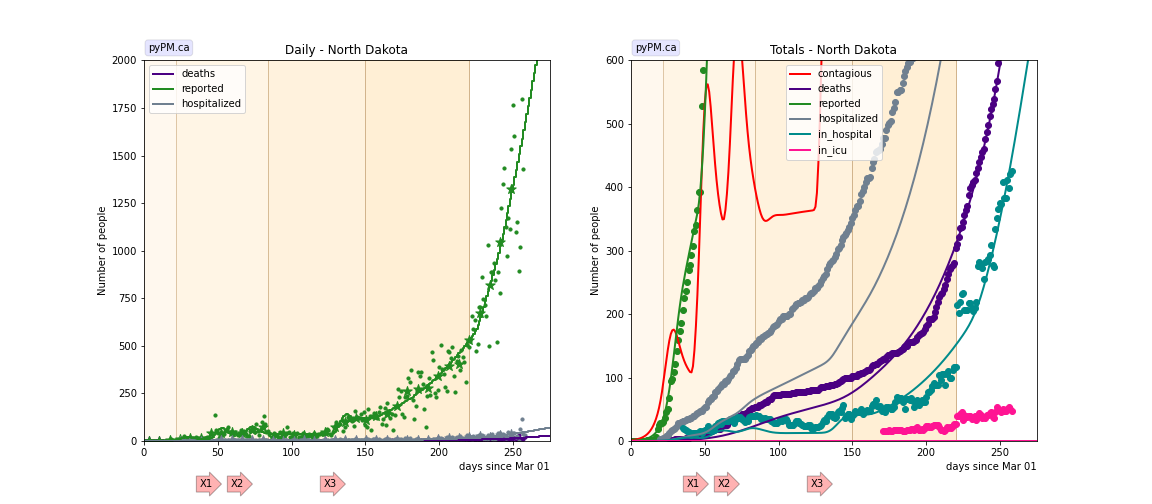 pyPM.ca
Daily - North Dakota
deaths
reported
hospitalized
Number of people
2000
1750
1500
1250
1000
750
500
250
0
0
50
100
150
200
250
days since Mar 01
X1
X2
X3
pyPM.ca
Totals - North Dakota
contagious
deaths
reported
hospitalized
in_hospital
in_icu
Number of people
600
500
400
300
200
100
0
0
50
100
150
200
250
days since Mar 01
X1
X2
X3